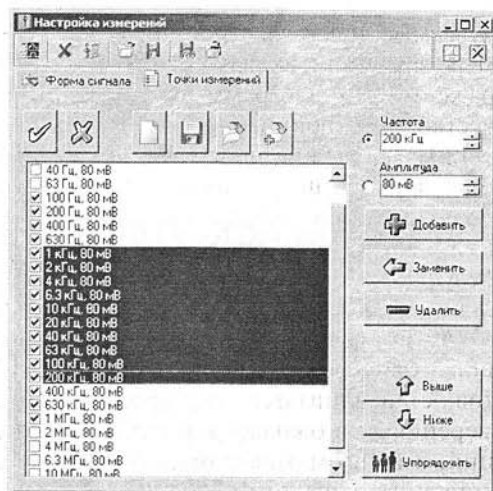 Настройка измерений
Форма сигнала
Точки измерений
Частота
200 кГц
Амплитуда
80 мВ
Добавить
Заменить
Удалить
Выше
Ниже
Упорядочить
40 Гц, 80 мВ
63 Гц, 80 мВ
100 Гц, 80 мВ
200 Гц, 80 мВ
400 Гц, 80 мВ
630 Гц, 80 мВ
1 кГц, 80 мВ
2 кГц, 80 мВ
4 кГц, 80 мВ
6.3 кГц, 80 мВ
10 кГц, 80 мВ
20 кГц, 80 мВ
40 кГц, 80 мВ
63 кГц, 80 мВ
100 кГц, 80 мВ
200 кГц, 80 мВ
400 кГц, 80 мВ
630 кГц, 80 мВ
1 МГц, 80 мВ
2 МГц, 80 мВ
4 МГц, 80 мВ
6.3 МГц, 80 мВ
10 МГц, 80 мВ